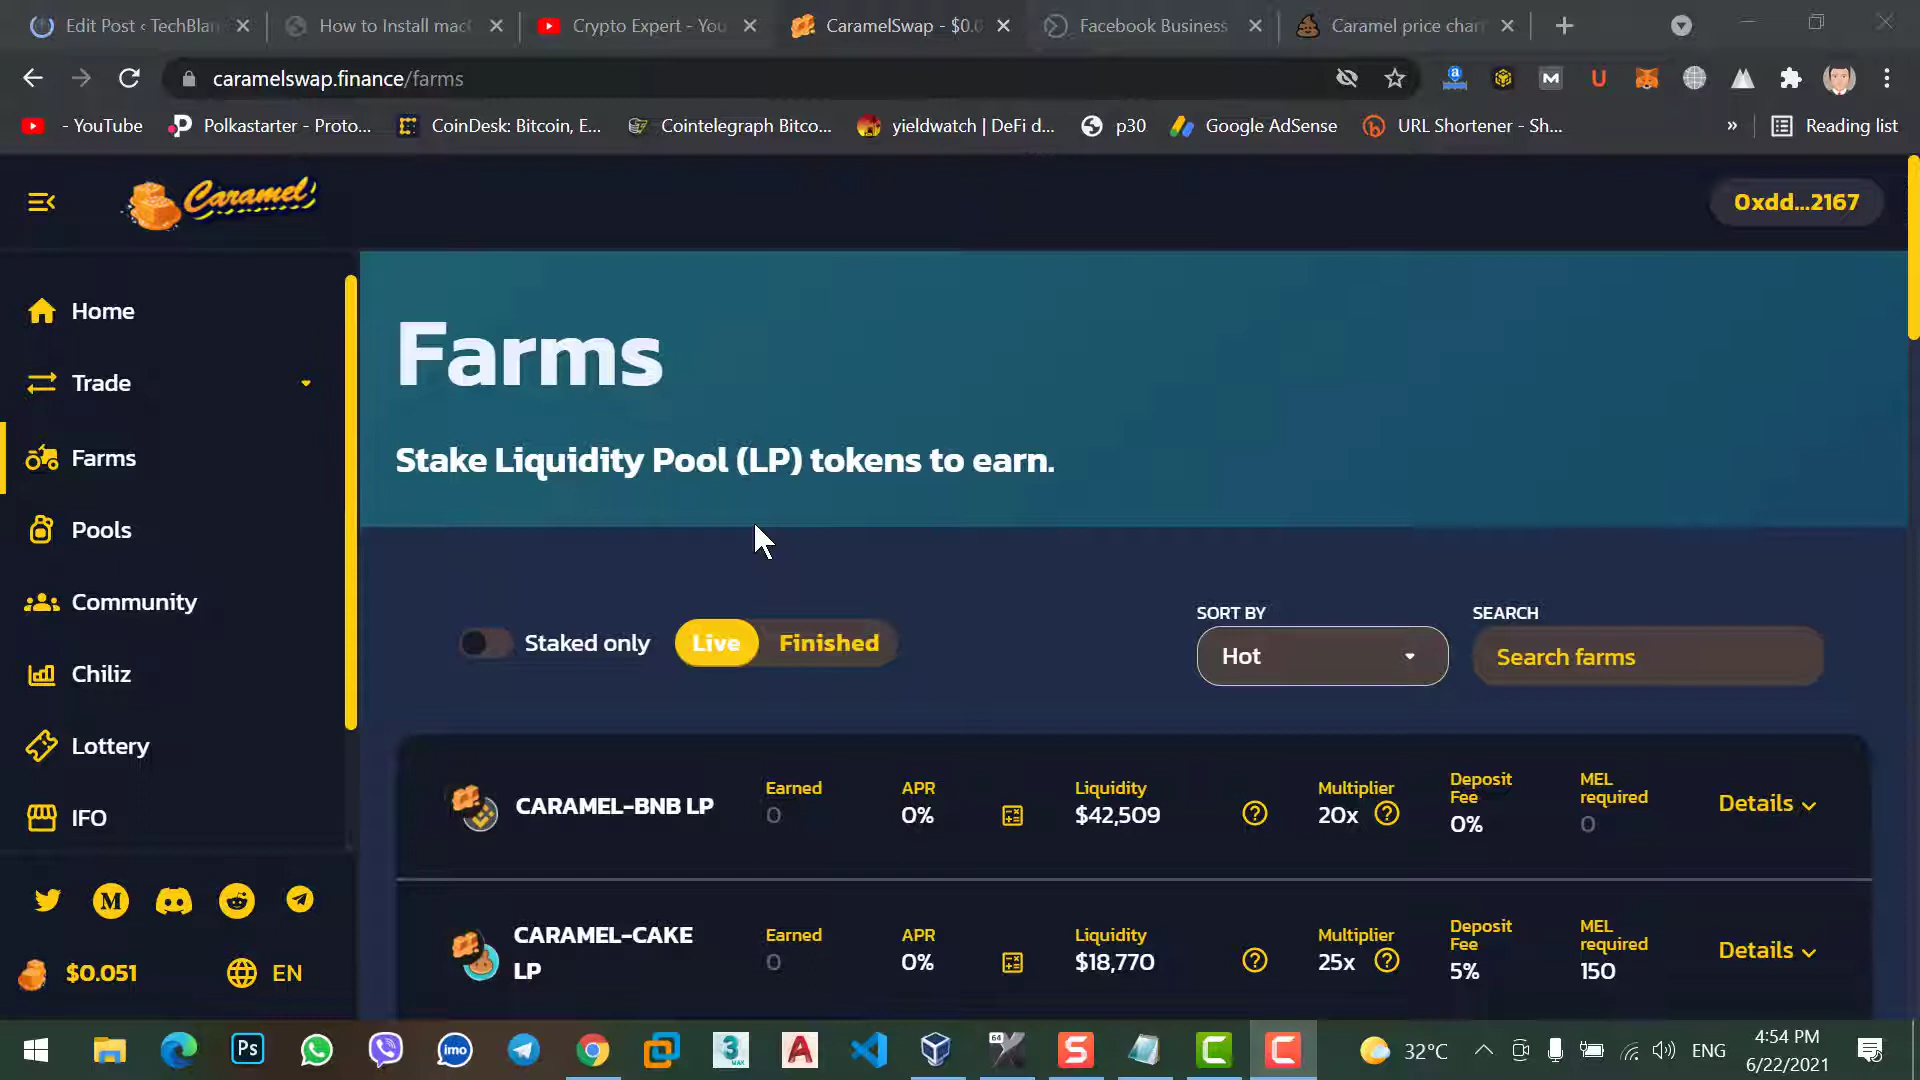 Edit Post ‹ TechBlan
How to Install mac
Crypto Expert - You
CaramelSwap - $0.0
Facebook Business
Caramel price char
caramelswap.finance/farms
- YouTube
Polkastarter - Proto...
CoinDesk: Bitcoin, E...
Cointelegraph Bitco...
yieldwatch | DeFi d...
p30
Google AdSense
URL Shortener - Sh...
»
Reading list
Caramel
0xdd...2167
Home
Trade
Farms
Pools
Community
Chiliz
Lottery
IFO
$0.051
EN
Farms
Stake Liquidity Pool (LP) tokens to earn.
Staked only
Live
Finished
SORT BY
Hot
SEARCH
Search farms
CARAMEL-BNB LP
Earned
0
APR
0%
Liquidity
$42,509
Multiplier
20x
Deposit
Fee
0%
MEL
required
0
Details
CARAMEL-CAKE
LP
Earned
0
APR
0%
Liquidity
$18,770
Multiplier
25x
Deposit
Fee
5%
MEL
required
150
Details
32°C
ENG
4:54 PM
6/22/2021